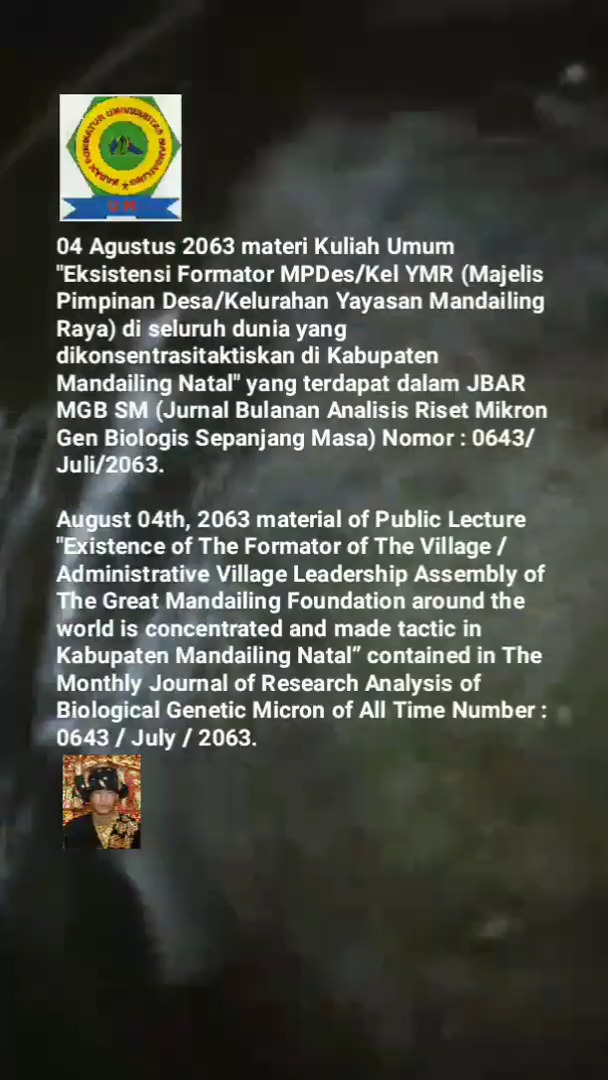 04 Agustus 2063 materi Kuliah Umum
"Eksistensi Formator MPDes/Kel YMR (Majelis
Pimpinan Desa/Kelurahan Yayasan Mandailing
Raya) di seluruh dunia yang
dikonsentrasitaktiskan di Kabupaten
Mandailing Natal" yang terdapat dalam JBAR
MGB SM (Jurnal Bulanan Analisis Riset Mikron
Gen Biologis Sepanjang Masa) Nomor : 0643/
Juli/2063.
August 04th, 2063 material of Public Lecture
"Existence of The Formator of The Village /
Administrative Village Leadership Assembly of
The Great Mandailing Foundation around the
world is concentrated and made tactic in
Kabupaten Mandailing Natal” contained in The
Monthly Journal of Research Analysis of
Biological Genetic Micron of All Time Number :
0643 / July / 2063.